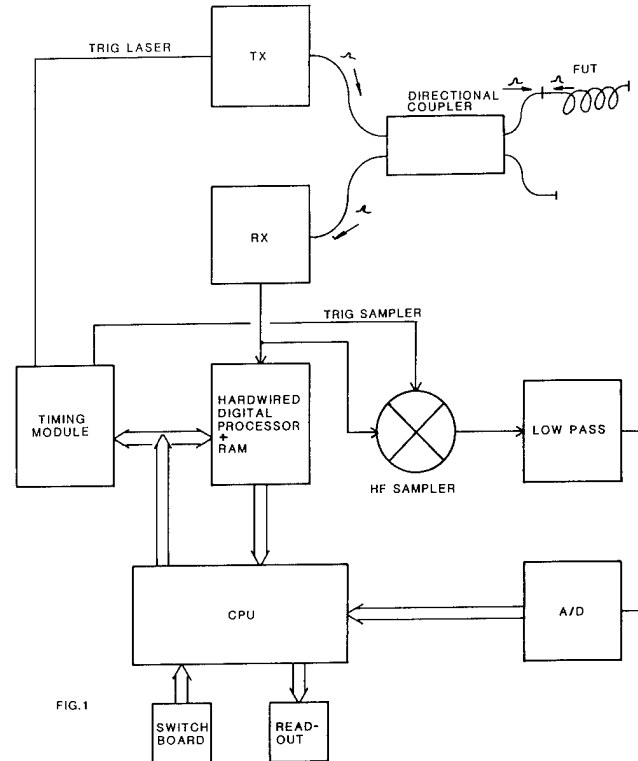 TRIG LASER
TX
FUT
DIRECTIONAL
COUPLER
RX
TRIG SAMPLER
TIMING
MODULE
HARDWIRED
DIGITAL
PROCESSOR
+
RAM
LOW PASS
HF SAMPLER
CPU
A/D
FIG.1
SWITCH
BOARD
READ-
OUT